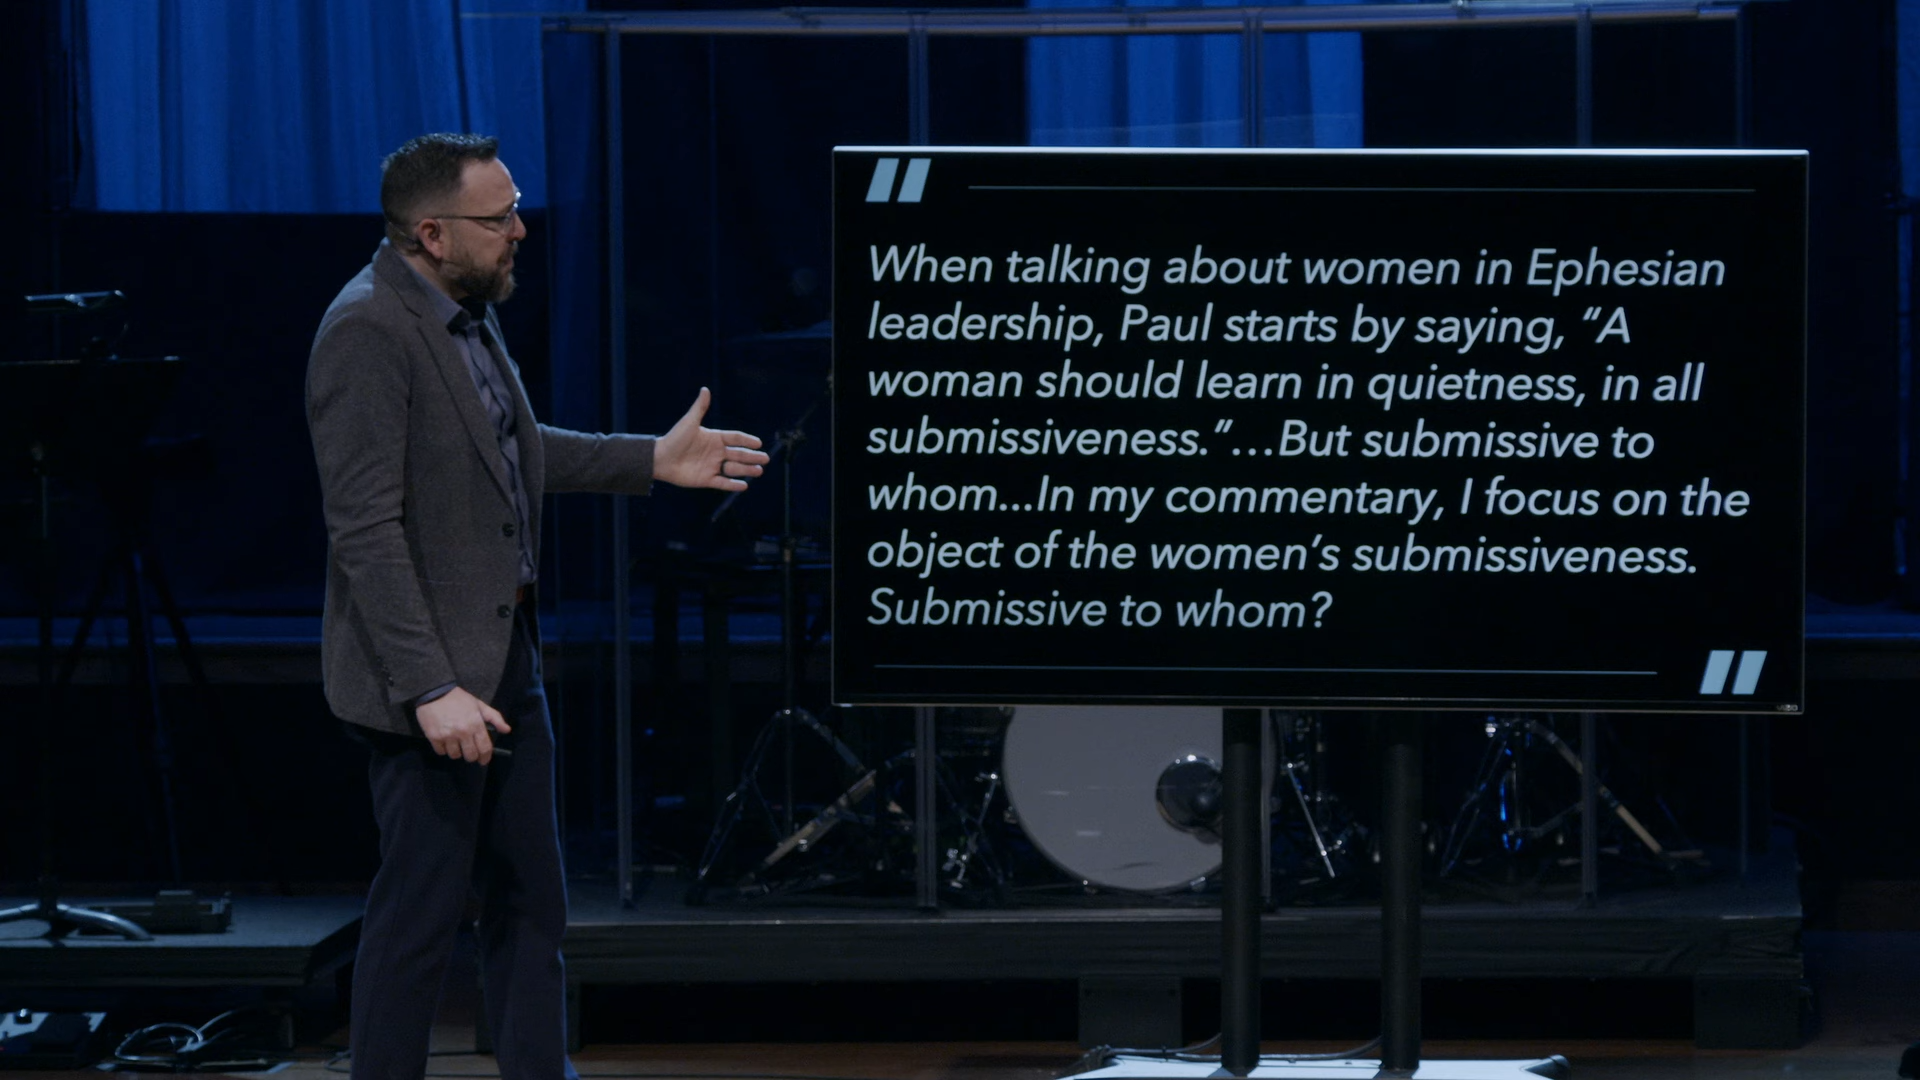 "
When talking about women in Ephesian
leadership, Paul starts by saying, “A
woman should learn in quietness, in all
submissiveness.”...But submissive to
whom...In my commentary, I focus on the
object of the women’s submissiveness.
Submissive to whom?
"
VIZIO